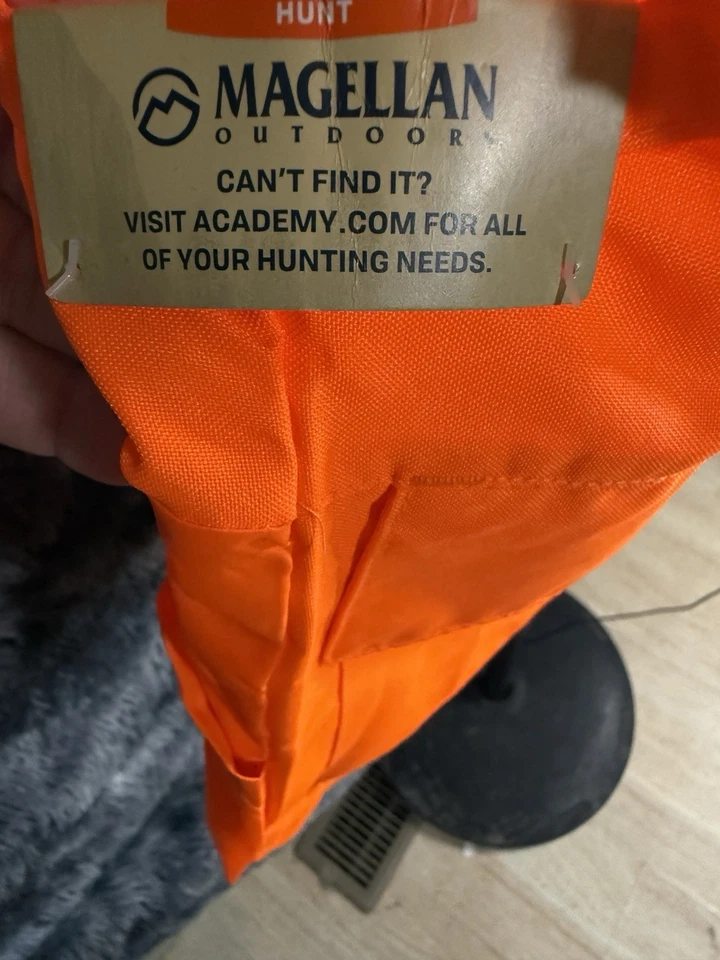 HUNT
MAGELLAN
OUTDOORS
CAN'T FIND IT?
VISIT ACADEMY.COM FOR ALL
OF YOUR HUNTING NEEDS.